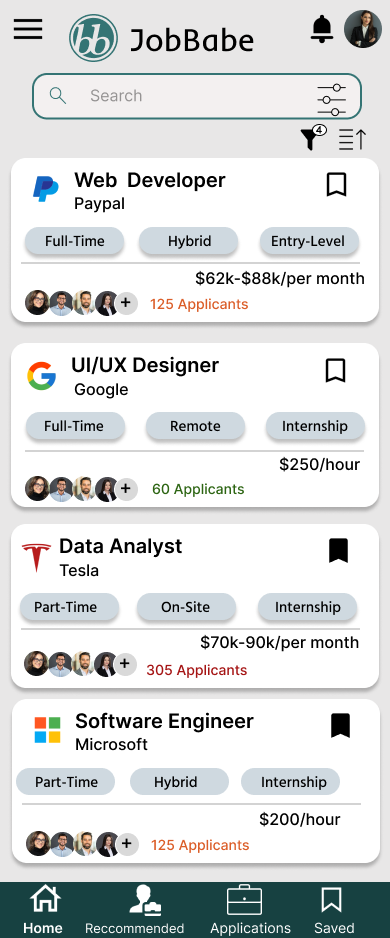 bb JobBabe
Search
4
Web Developer
Paypal
Full-Time Hybrid Entry-Level
$62k-$88k/per month
+ 125 Applicants
UI/UX Designer
Google
Full-Time Remote Internship
$250/hour
+ 60 Applicants
Data Analyst
Tesla
Part-Time On-Site Internship
$70k-90k/per month
+ 305 Applicants
Software Engineer
Microsoft
Part-Time Hybrid Internship
$200/hour
+ 125 Applicants
Home Reccommended Applications Saved